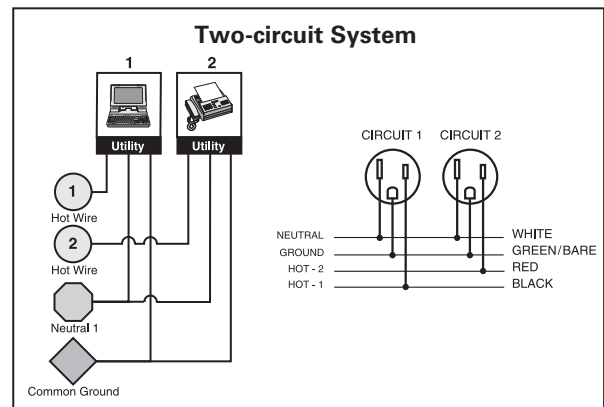 Two-circuit System
1
2
Utility
Utility
1
Hot Wire
2
Hot Wire
Neutral 1
Common Ground
CIRCUIT 1
CIRCUIT 2
NEUTRAL
WHITE
GROUND
GREEN/BARE
HOT - 2
RED
HOT - 1
BLACK